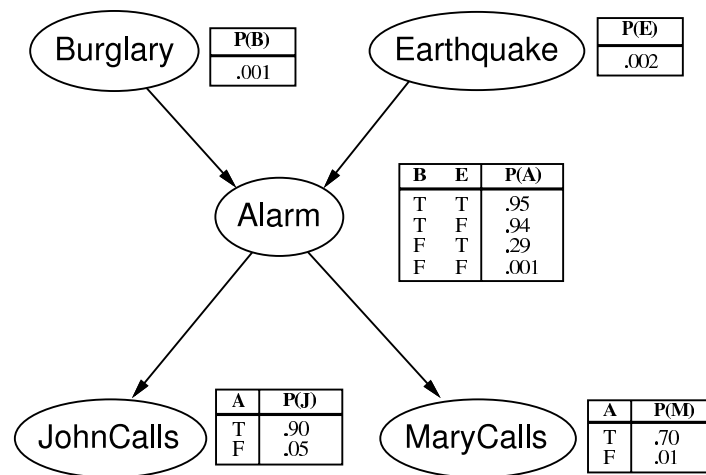 Burglary
P(B)
.001
Earthquake
P(E)
.002
Alarm
B E P(A)
T T .95
T F .94
F T .29
F F .001
JohnCalls
A P(J)
T .90
F .05
MaryCalls
A P(M)
T .70
F .01